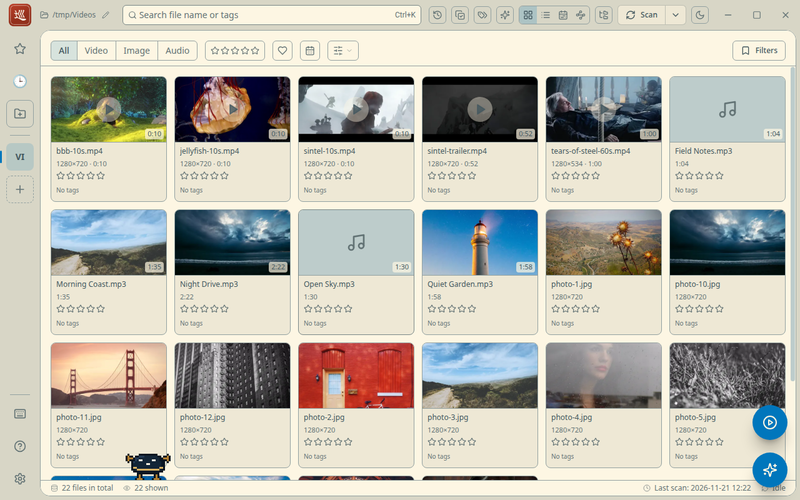 /tmp/Videos
Search file name or tags
Ctrl+K
Scan
All
Video
Image
Audio
Filters
VI
0:10
0:10
0:10
0:52
1:00
1:04
bbb-10s.mp4
jellyfish-10s.mp4
sintel-10s.mp4
sintel-trailer.mp4
tears-of-steel-60s.mp4
Field Notes.mp3
1280×720 · 0:10
1280×720 · 0:10
1280×720 · 0:10
1280×720 · 0:52
1280×534 · 1:00
1:04
No tags
No tags
No tags
No tags
No tags
No tags
1:35
2:22
1:30
1:58
Morning Coast.mp3
Night Drive.mp3
Open Sky.mp3
Quiet Garden.mp3
photo-1.jpg
photo-10.jpg
1:35
2:22
1:30
1:58
1280×720
1280×720
No tags
No tags
No tags
No tags
No tags
No tags
photo-11.jpg
photo-12.jpg
photo-2.jpg
photo-3.jpg
photo-4.jpg
photo-5.jpg
1280×720
1280×720
1280×720
1280×720
1280×720
1280×720
No tags
No tags
No tags
No tags
No tags
No tags
22 files in total
22 shown
Last scan: 2026-11-21 12:22
Idle